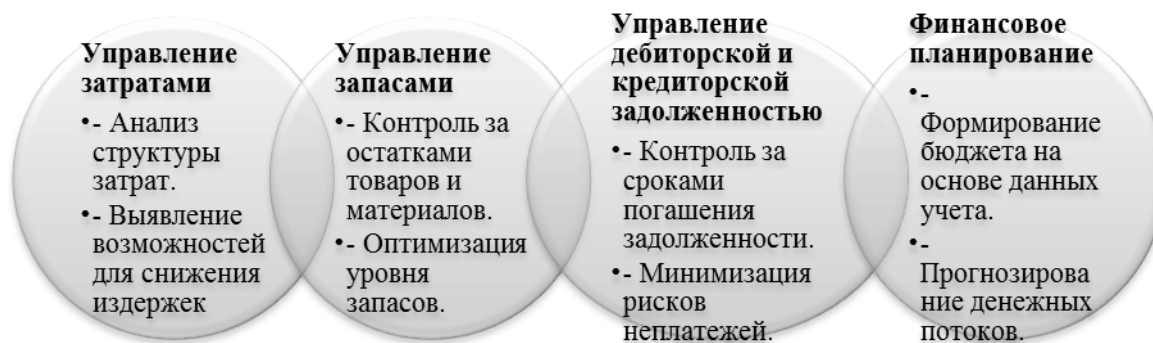 Управление
затратами
•- Анализ
структуры
затрат.
•- Выявление
возможностей
для снижения
издержек
Управление
запасами
•- Контроль за
остатками
товаров и
материалов.
•- Оптимизация
уровня
запасов.
Управление
дебиторской и
кредиторской
задолженностью
•- Контроль за
сроками
погашения
задолженности.
•- Минимизация
рисков
неплатежей.
Финансовое
планирование
•-
Формирование
бюджета на
основе данных
учета.
•-
Прогнозирова
ние денежных
потоков.